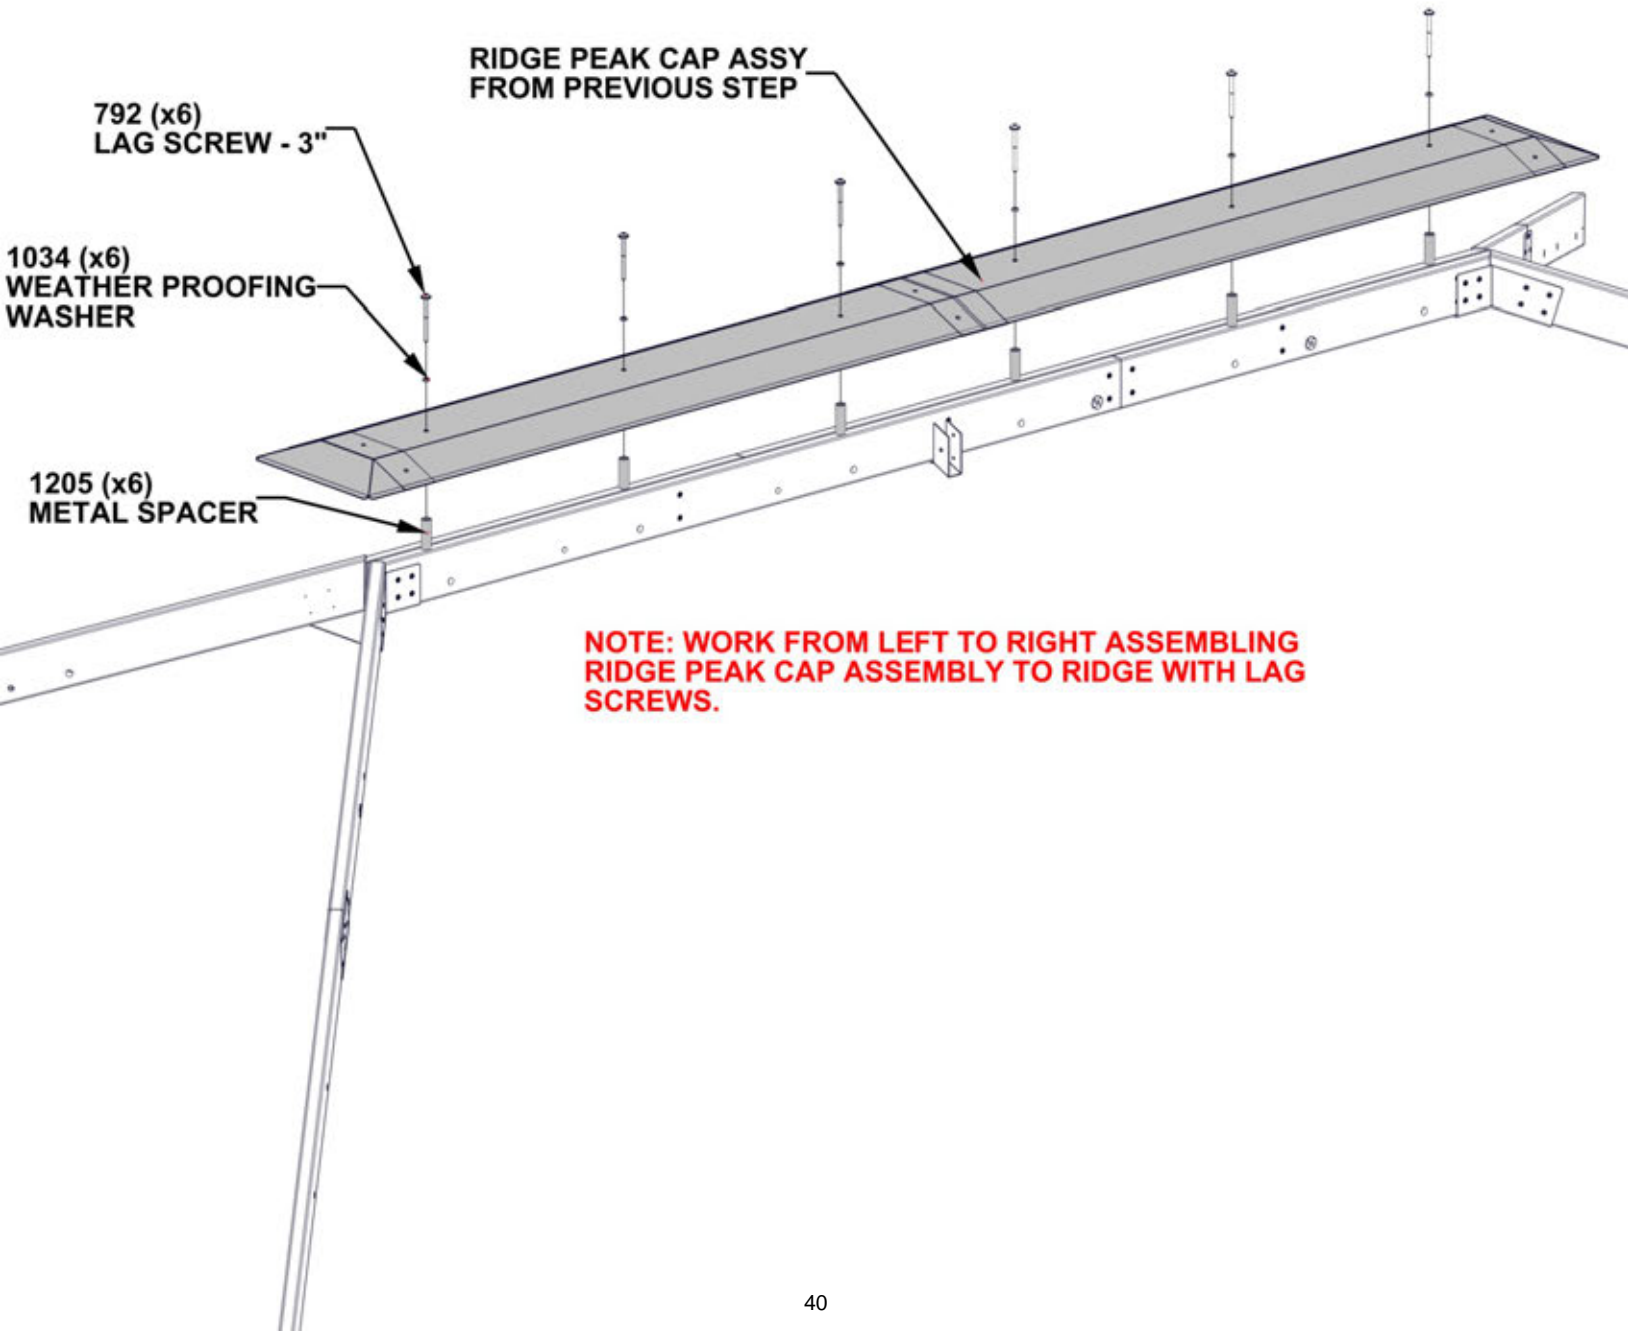 RIDGE PEAK CAP ASSY
FROM PREVIOUS STEP
792 (x6)
LAG SCREW - 3"
1034 (x6)
WEATHER PROOFING
WASHER
1205 (x6)
METAL SPACER
NOTE: WORK FROM LEFT TO RIGHT ASSEMBLING
RIDGE PEAK CAP ASSEMBLY TO RIDGE WITH LAG
SCREWS.
40